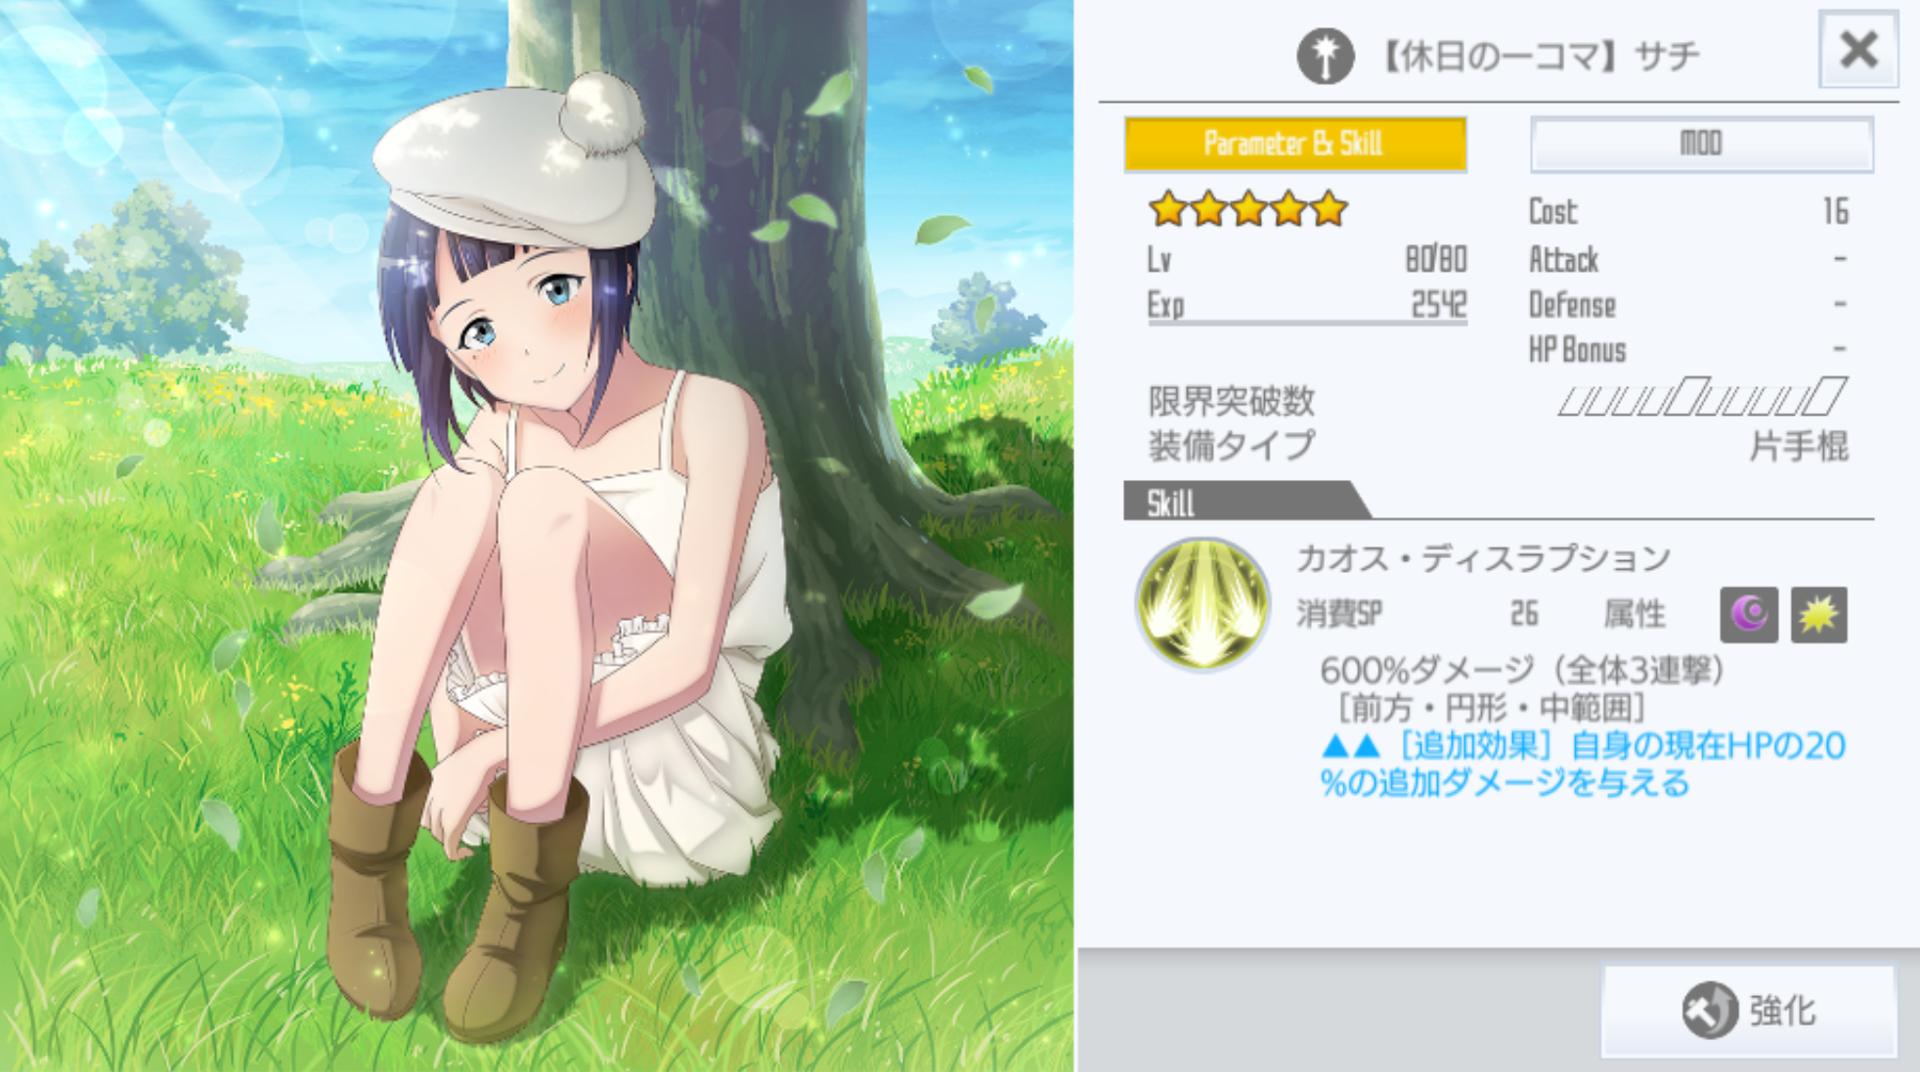 【休日の一コマ】サチ
Parameter & Skill
MOD
Cost 16
Lv 80/80
Attack -
Exp 2542
Defense -
HP Bonus -
限界突破数
装備タイプ 片手棍
Skill
カオス・ディスラプション
消費SP 26 属性
600%ダメージ（全体3連撃）
［前方・円形・中範囲］
▲▲［追加効果］自身の現在HPの20
%の追加ダメージを与える
強化